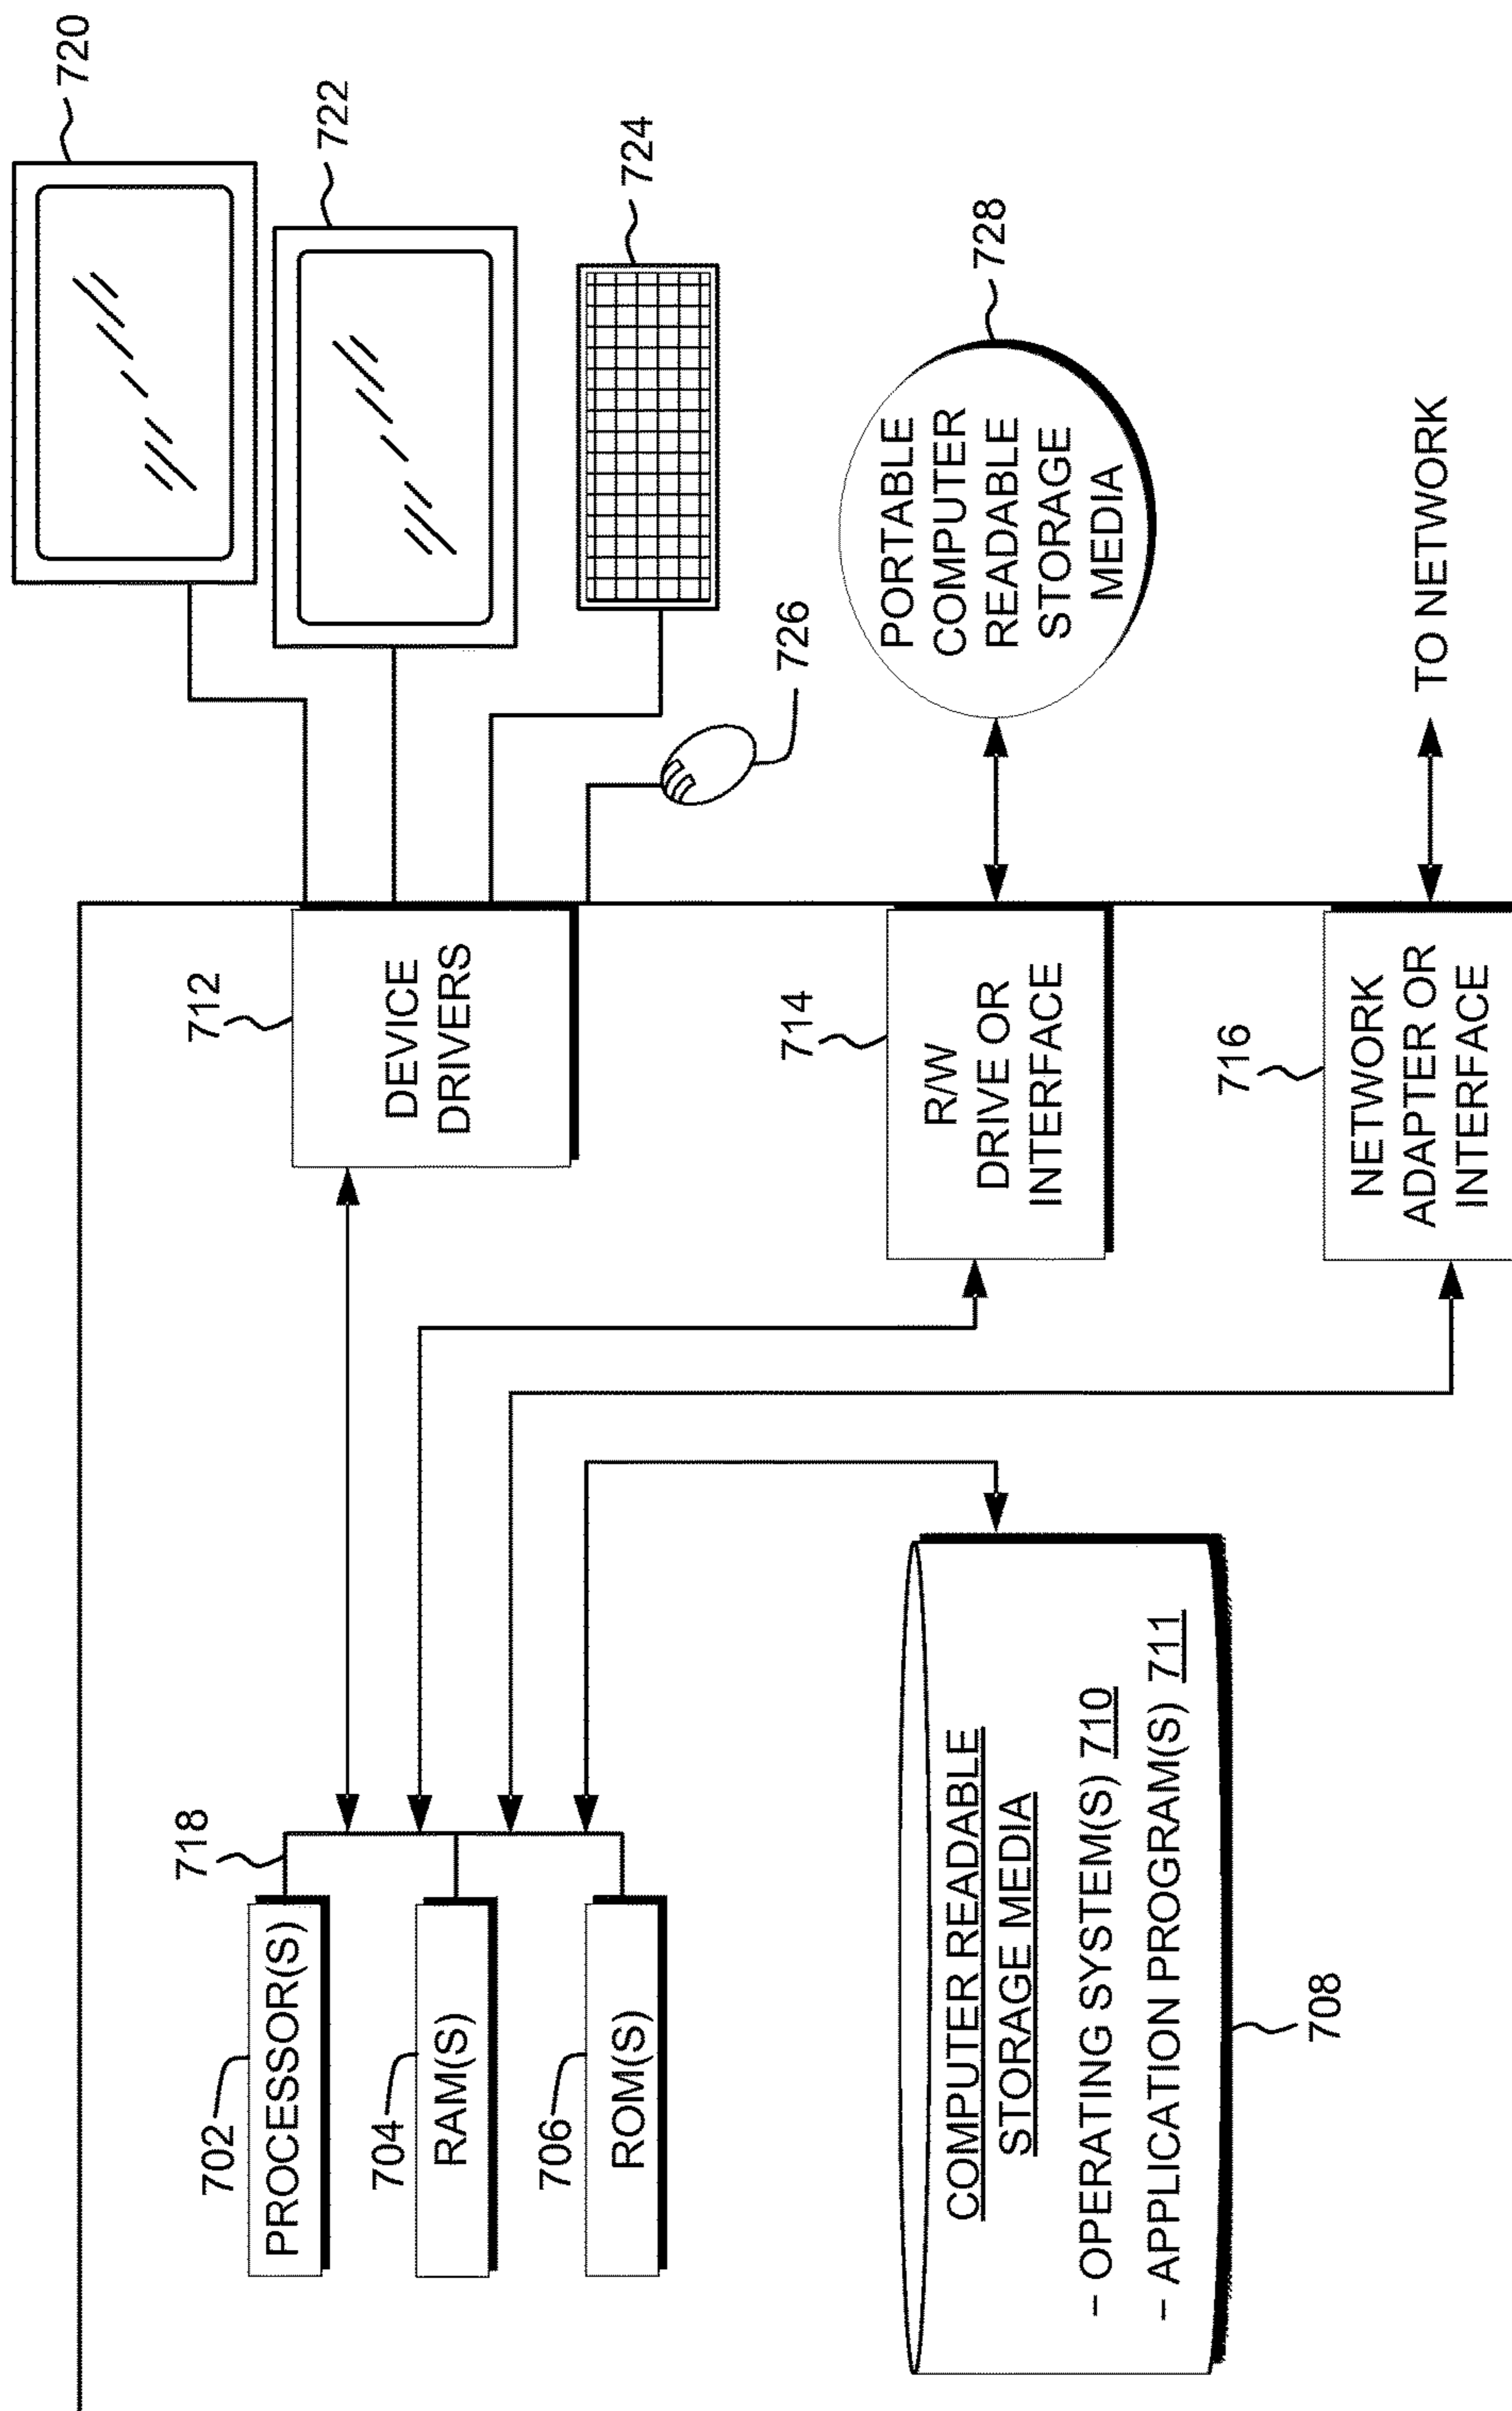 718
702
PROCESSOR(S)
704
RAM(S)
706
ROM(S)
COMPUTER READABLE
STORAGE MEDIA
– OPERATING SYSTEM(S) 710
– APPLICATION PROGRAM(S) 711
708
712
DEVICE
DRIVERS
714
R/W
DRIVE OR
INTERFACE
716
NETWORK
ADAPTER OR
INTERFACE
720
722
724
726
728
PORTABLE
COMPUTER
READABLE
STORAGE
MEDIA
TO NETWORK